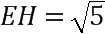 EH = √5